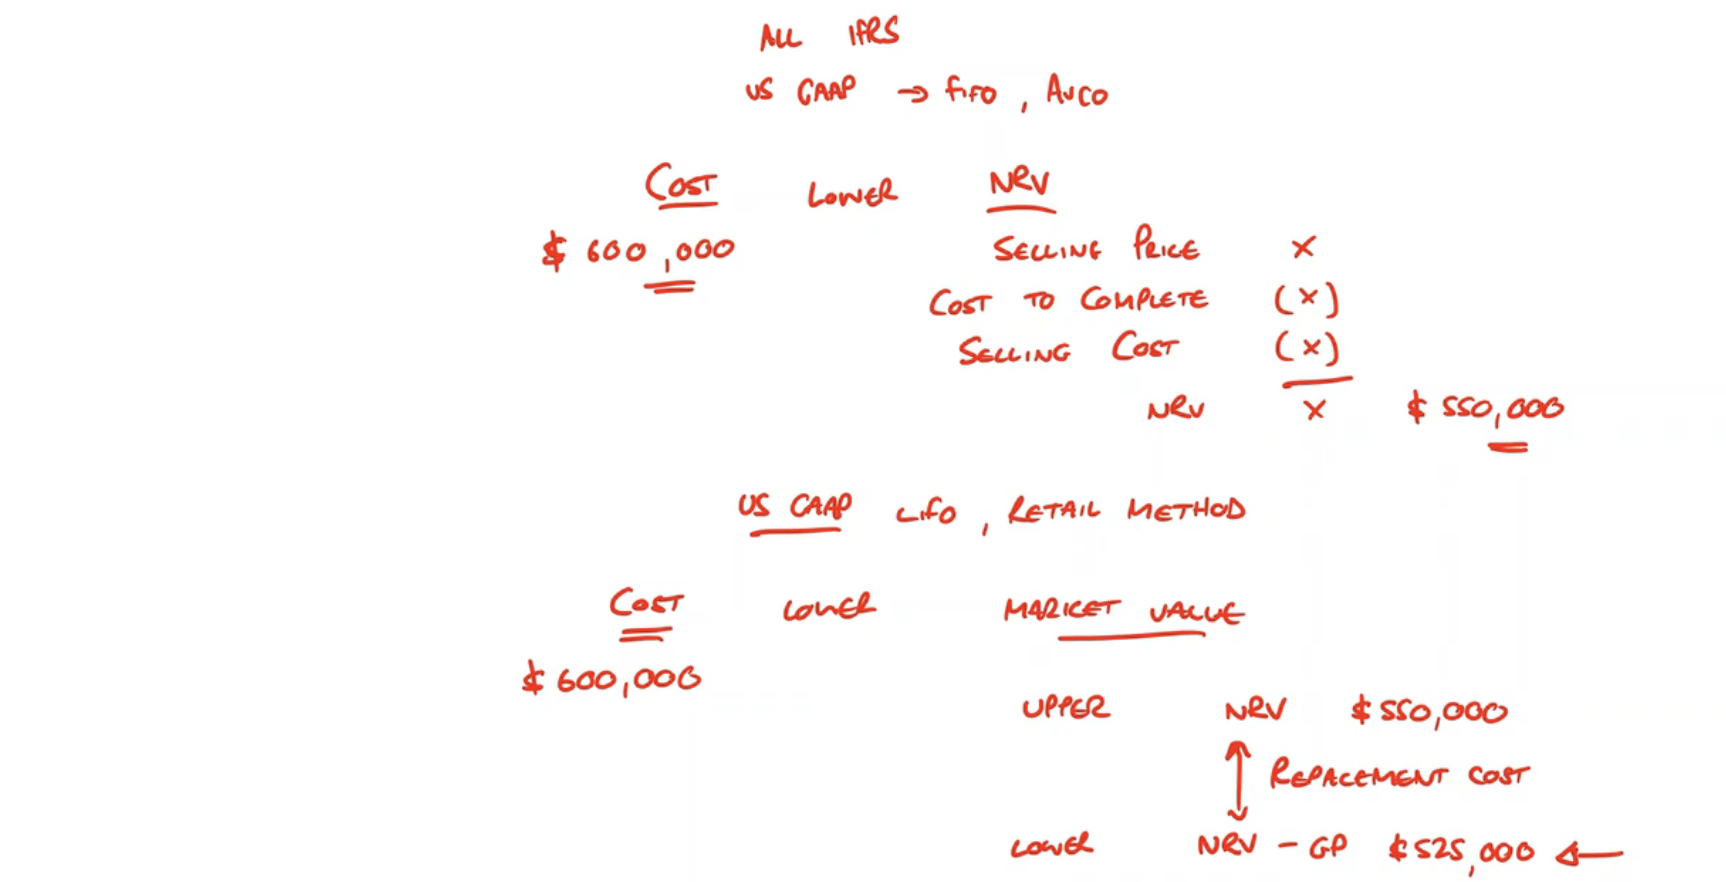 ALL IFRS
US GAAP → FIFO, AVCO
COST LOWER NRV
$ 600,000 SELLING PRICE X
COST TO COMPLETE (X)
SELLING COST (X)
NRV X $ 550,000
US GAAP LIFO, RETAIL METHOD
COST LOWER MARKET VALUE
$ 600,000
UPPER NRV $ 550,000
REPACEMENT COST
LOWER NRV - GP $ 525,000